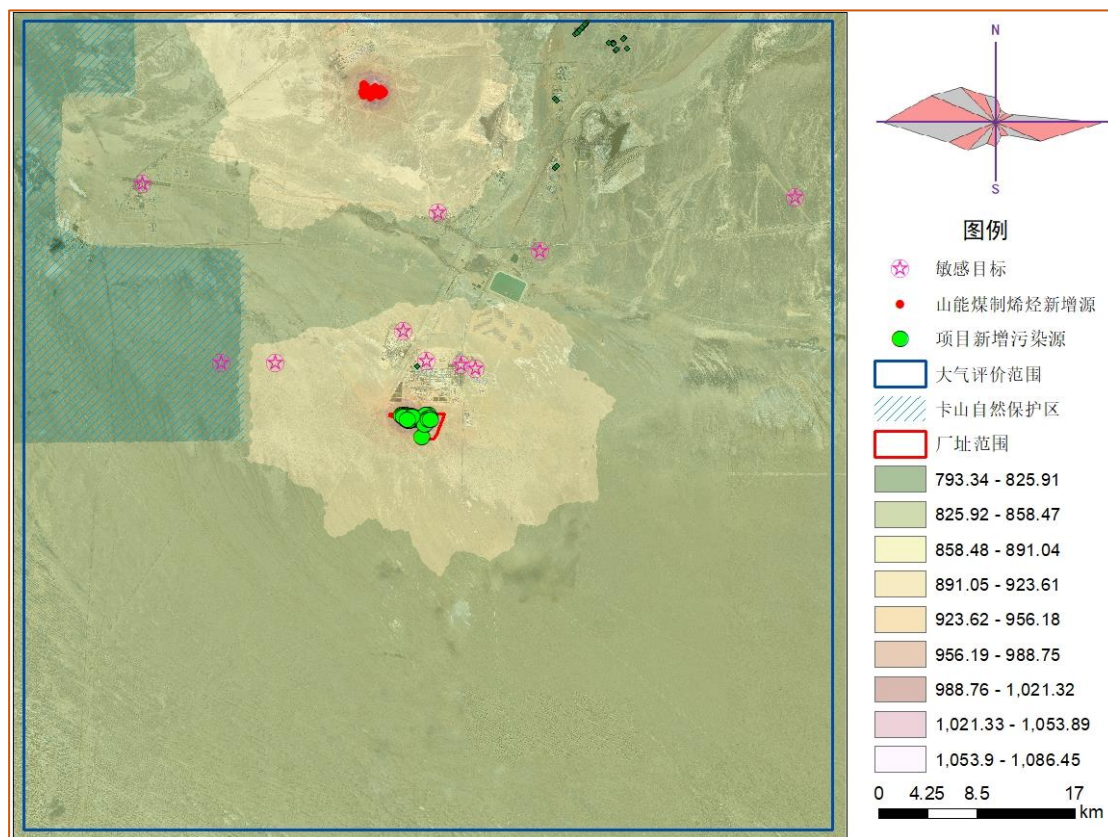 N
S
图例
敏感目标
山能煤制烯烃新增源
项目新增污染源
大气评价范围
卡山自然保护区
厂址范围
793.34 - 825.91
825.92 - 858.47
858.48 - 891.04
891.05 - 923.61
923.62 - 956.18
956.19 - 988.75
988.76 - 1,021.32
1,021.33 - 1,053.89
1,053.9 - 1,086.45
0 4.25 8.5 17
km